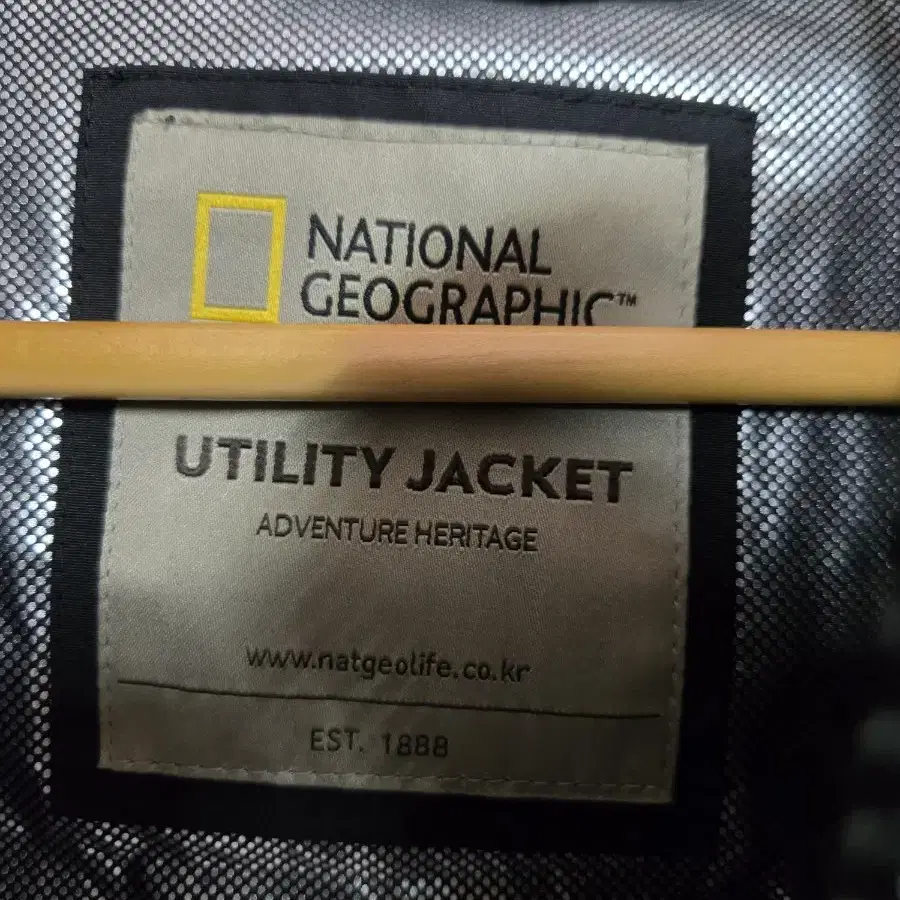 NATIONAL
GEOGRAPHIC™
UTILITY JACKET
ADVENTURE HERITAGE
www.natgeolife.co.kr
EST. 1888